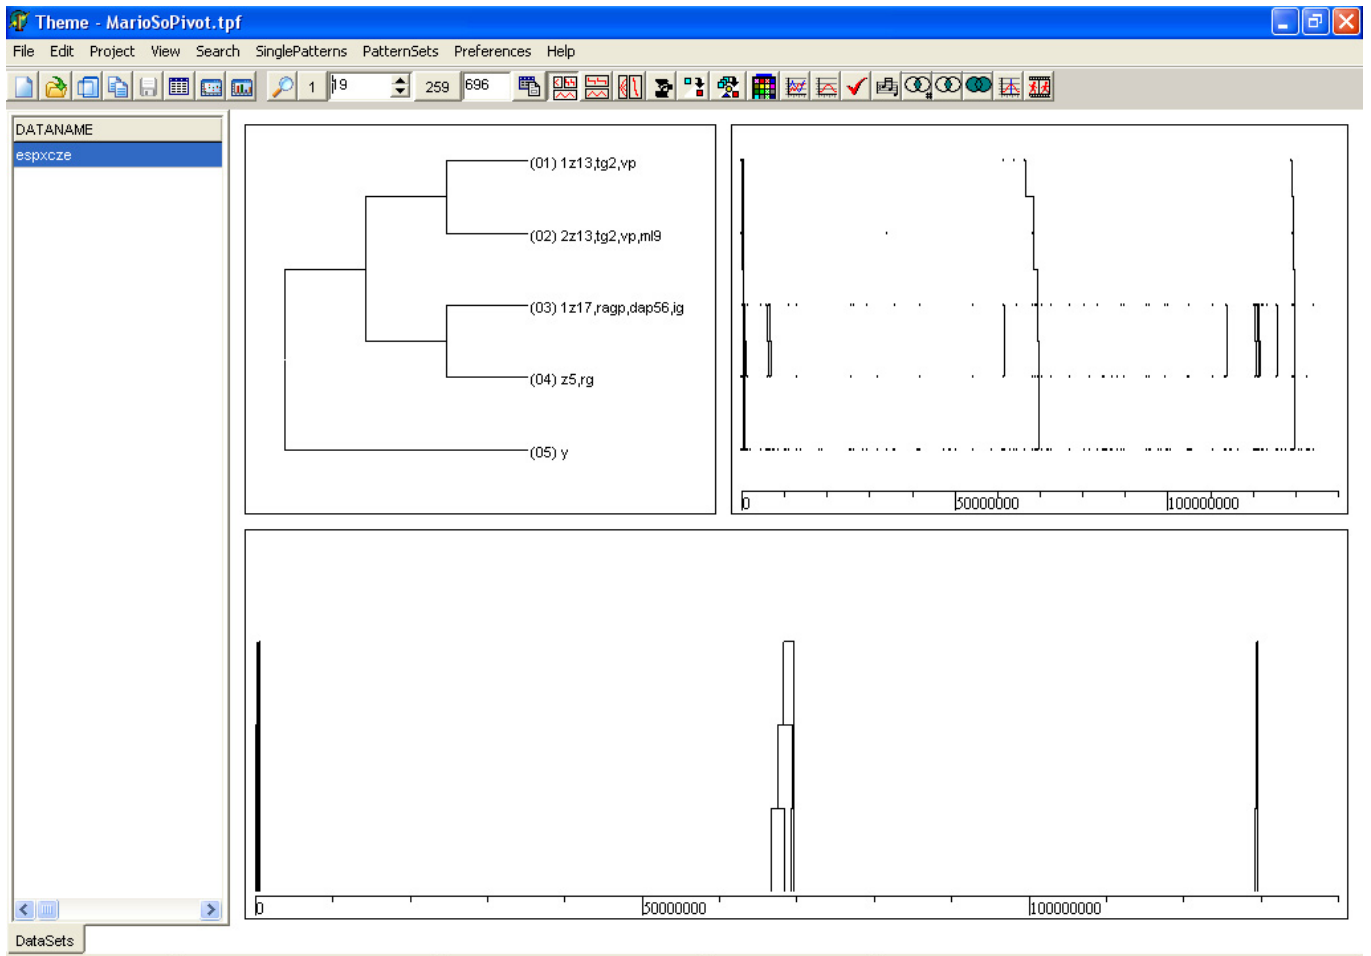 Theme - MarioSoPivot.tpf
File Edit Project View Search SinglePatterns PatternSets Preferences Help
1 19 259 696
DATANAME
espxcze
(01) 1z13,tg2,vp
(02) 2z13,tg2,vp,ml9
(03) 1z17,ragp,dap56,ig
(04) z5,rg
(05) y
0 50000000 100000000
0 50000000 100000000
DataSets